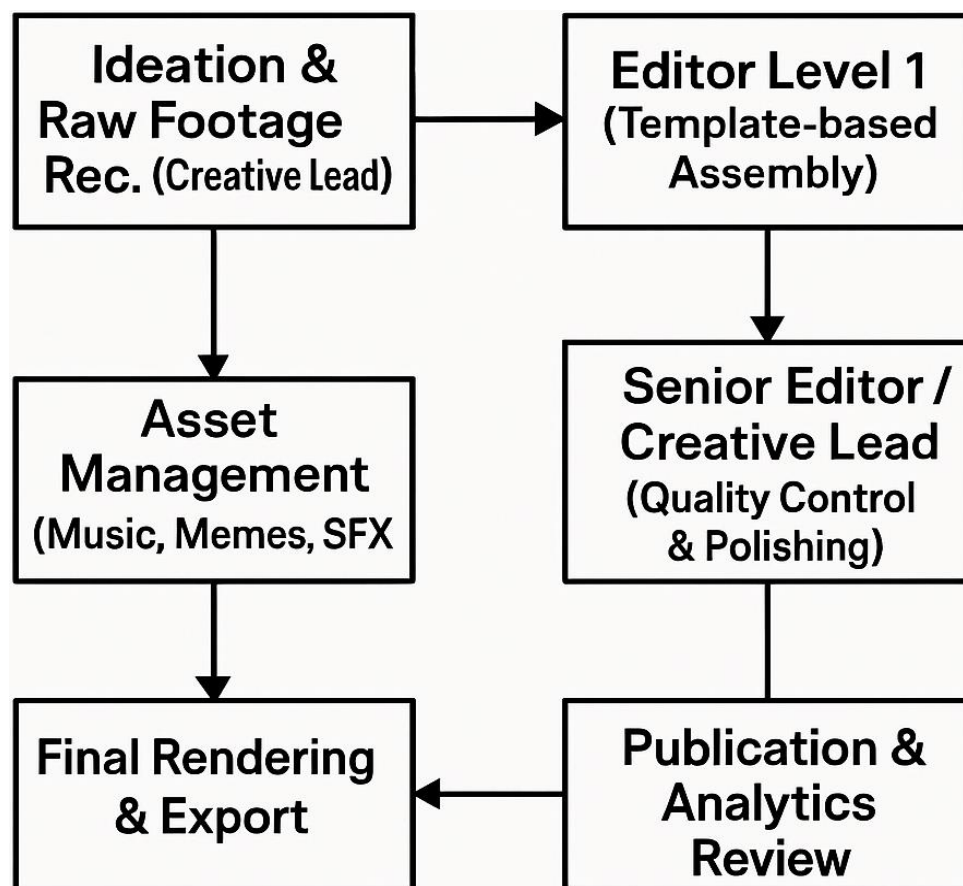 Ideation &
Raw Footage
Rec. (Creative Lead)
Editor Level 1
(Template-based
Assembly)
Asset
Management
(Music, Memes, SFX
Senior Editor /
Creative Lead
(Quality Control
& Polishing)
Final Rendering
& Export
Publication &
Analytics
Review